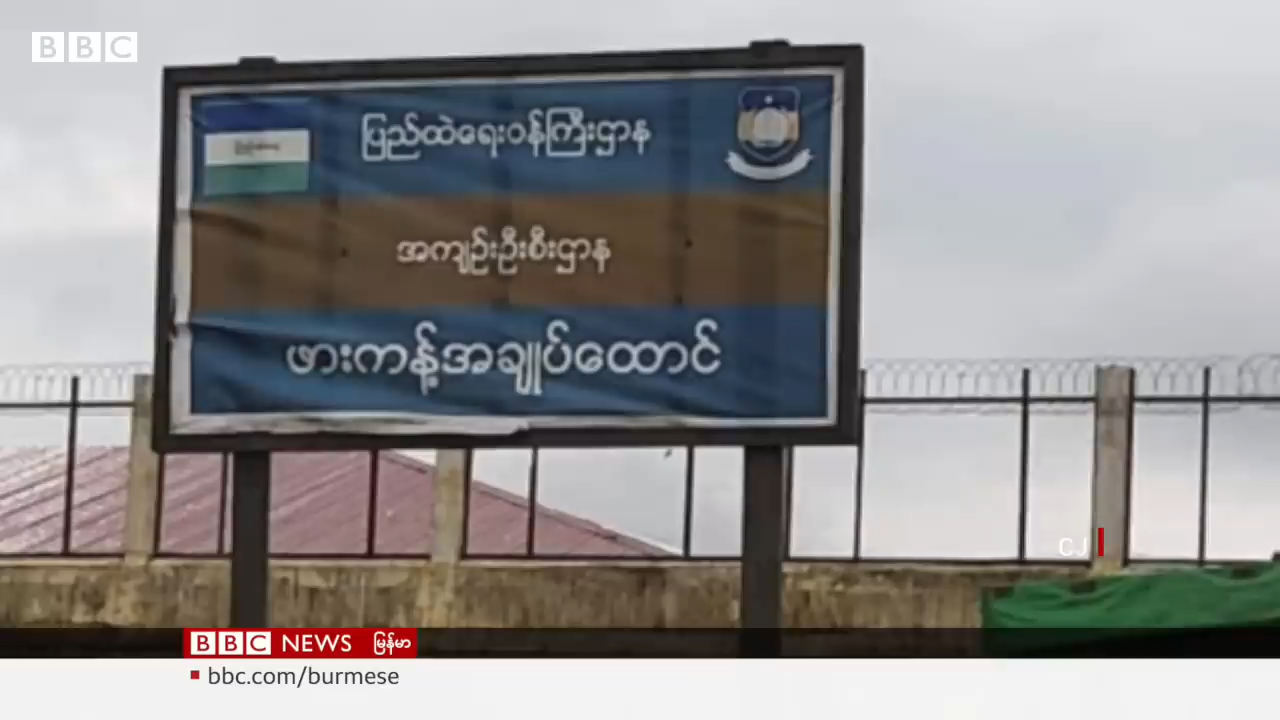 BBC
ပြည်ထဲရေးဝန်ကြီးဌာန
အကျဉ်းဦးစီးဌာန
ဖားကန့်အချုပ်ထောင်
CJ
BBC NEWS မြန်မာ
bbc.com/burmese